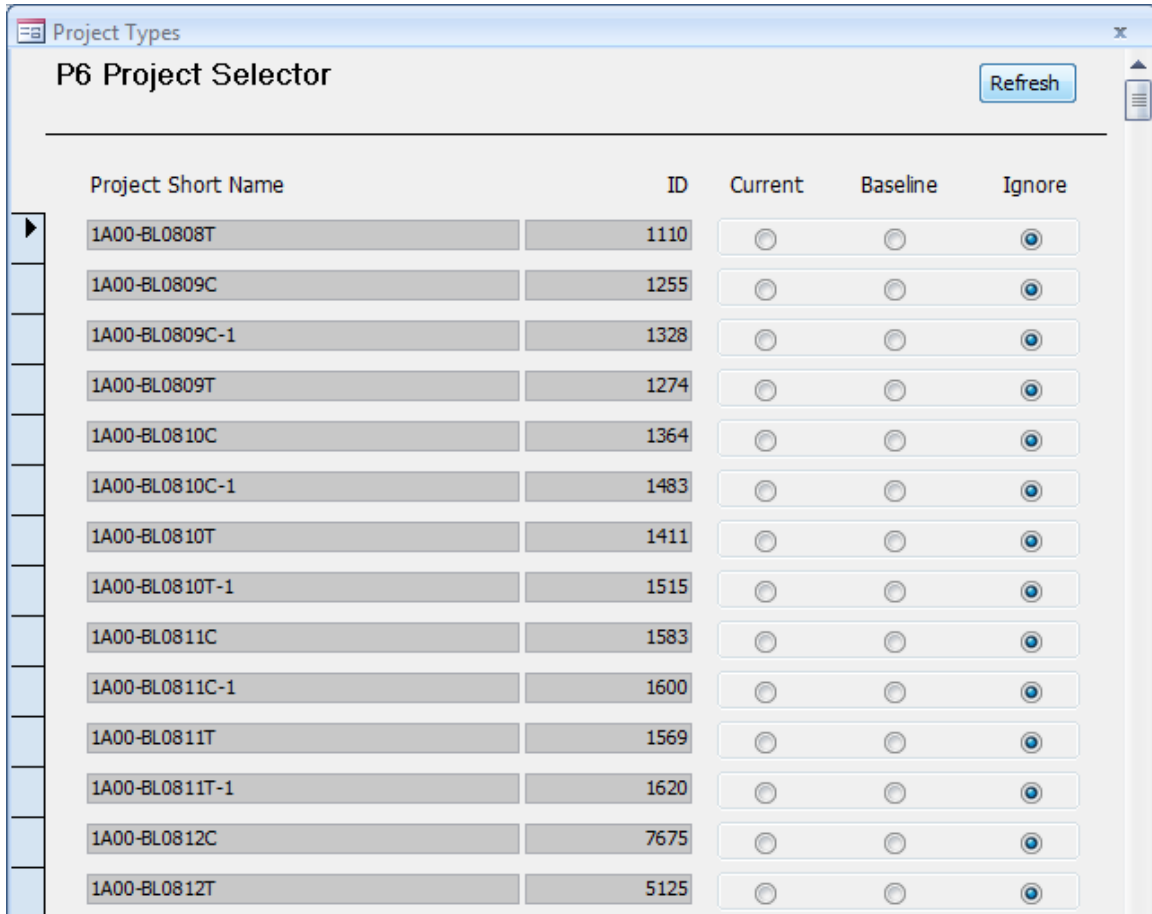 Project Types
P6 Project Selector
Refresh
Project Short Name ID Current Baseline Ignore
1A00-BL0808T 1110
1A00-BL0809C 1255
1A00-BL0809C-1 1328
1A00-BL0809T 1274
1A00-BL0810C 1364
1A00-BL0810C-1 1483
1A00-BL0810T 1411
1A00-BL0810T-1 1515
1A00-BL0811C 1583
1A00-BL0811C-1 1600
1A00-BL0811T 1569
1A00-BL0811T-1 1620
1A00-BL0812C 7675
1A00-BL0812T 5125